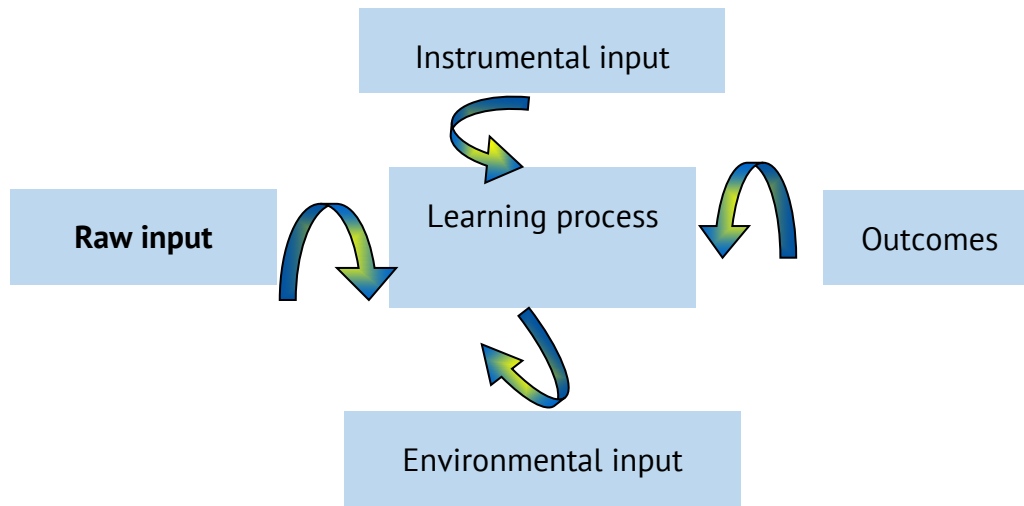 Instrumental input
Learning process
Raw input
Outcomes
Environmental input